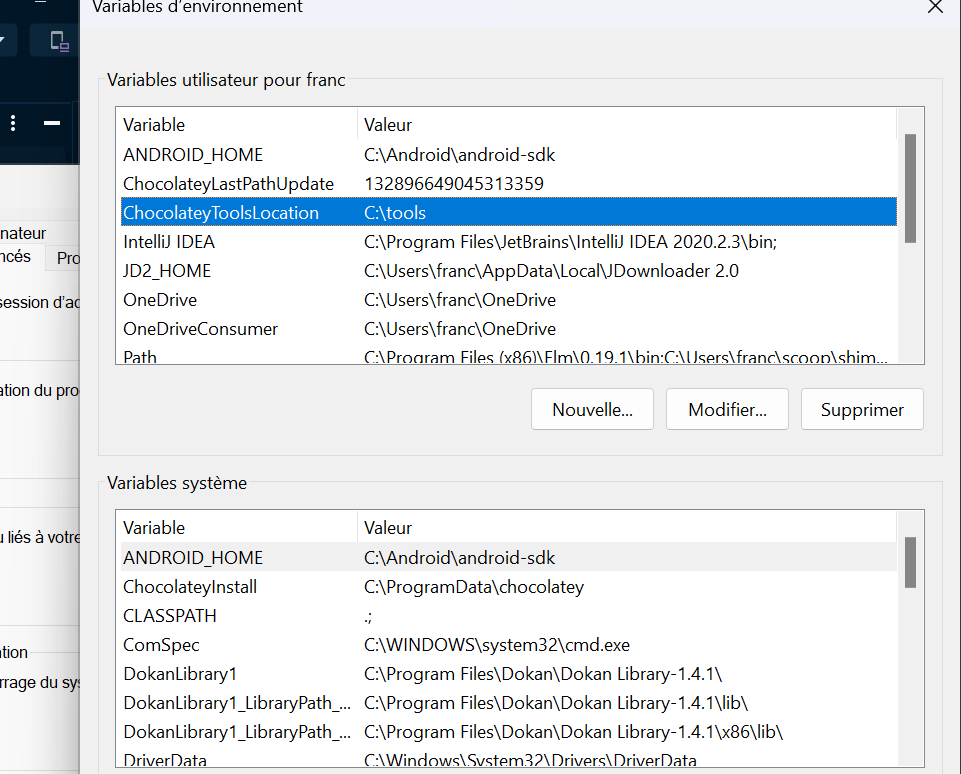 Variables d'environnement
Variables utilisateur pour franc
Variable Valeur
ANDROID_HOME C:\Android\android-sdk
ChocolateyLastPathUpdate 132896649045313359
ChocolateyToolsLocation C:\tools
IntelliJ IDEA C:\Program Files\JetBrains\IntelliJ IDEA 2020.2.3\bin;
JD2_HOME C:\Users\franc\AppData\Local\JDownloader 2.0
OneDrive C:\Users\franc\OneDrive
OneDriveConsumer C:\Users\franc\OneDrive
Path C:\Program Files (x86)\Elm\0.19.1\bin;C:\Users\franc\scoop\shim...
Nouvelle... Modifier... Supprimer
Variables système
Variable Valeur
ANDROID_HOME C:\Android\android-sdk
ChocolateyInstall C:\ProgramData\chocolatey
CLASSPATH .;
ComSpec C:\WINDOWS\system32\cmd.exe
DokanLibrary1 C:\Program Files\Dokan\Dokan Library-1.4.1\
DokanLibrary1_LibraryPath_... C:\Program Files\Dokan\Dokan Library-1.4.1\lib\
DokanLibrary1_LibraryPath_... C:\Program Files\Dokan\Dokan Library-1.4.1\x86\lib\
DriverData C:\Windows\System32\Drivers\DriverData
nateur
ncés Pro
session d'ac
ation du pro
u liés à votre
tion
rrage du sys